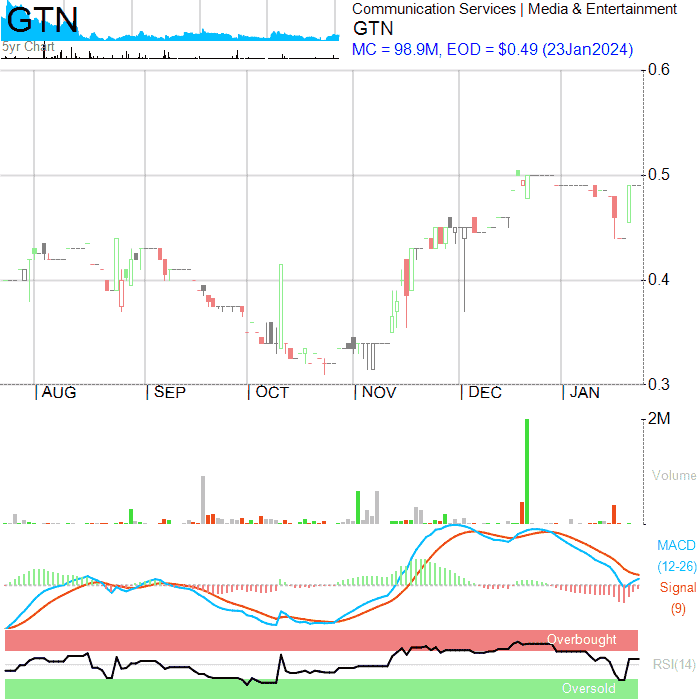 GTN
5yr Chart
Communication Services | Media & Entertainment
GTN
MC = 98.9M, EOD = $0.49 (23Jan2024)
0.6
0.5
0.4
0.3
| AUG | SEP | OCT | NOV | DEC | JAN
2M
Volume
MACD
(12-26)
Signal
(9)
Overbought
RSI(14)
Oversold